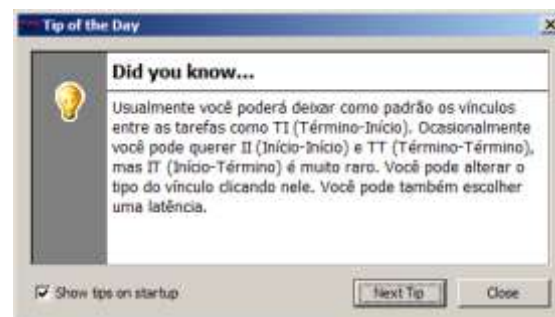 Tip of the Day
Did you know...
Usualmente você poderá deixar como padrão os vínculos
entre as tarefas como TI (Término-Início). Ocasionalmente
você pode querer II (Início-Início) e TT (Término-Término),
mas IT (Início-Término) é muito raro. Você pode alterar o
tipo do vínculo clicando nele. Você pode também escolher
uma latência.
Show tips on startup
Next Tip
Close